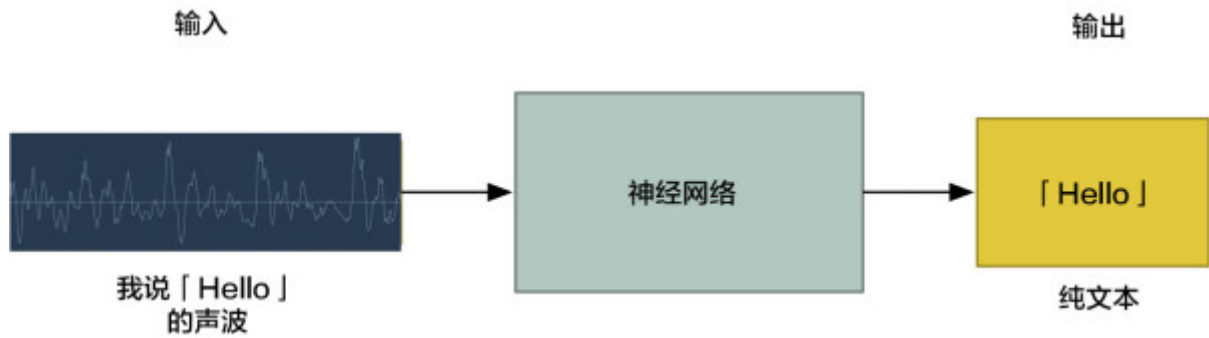 输入
输出
神经网络
「Hello」
我说「Hello」
的声波
纯文本